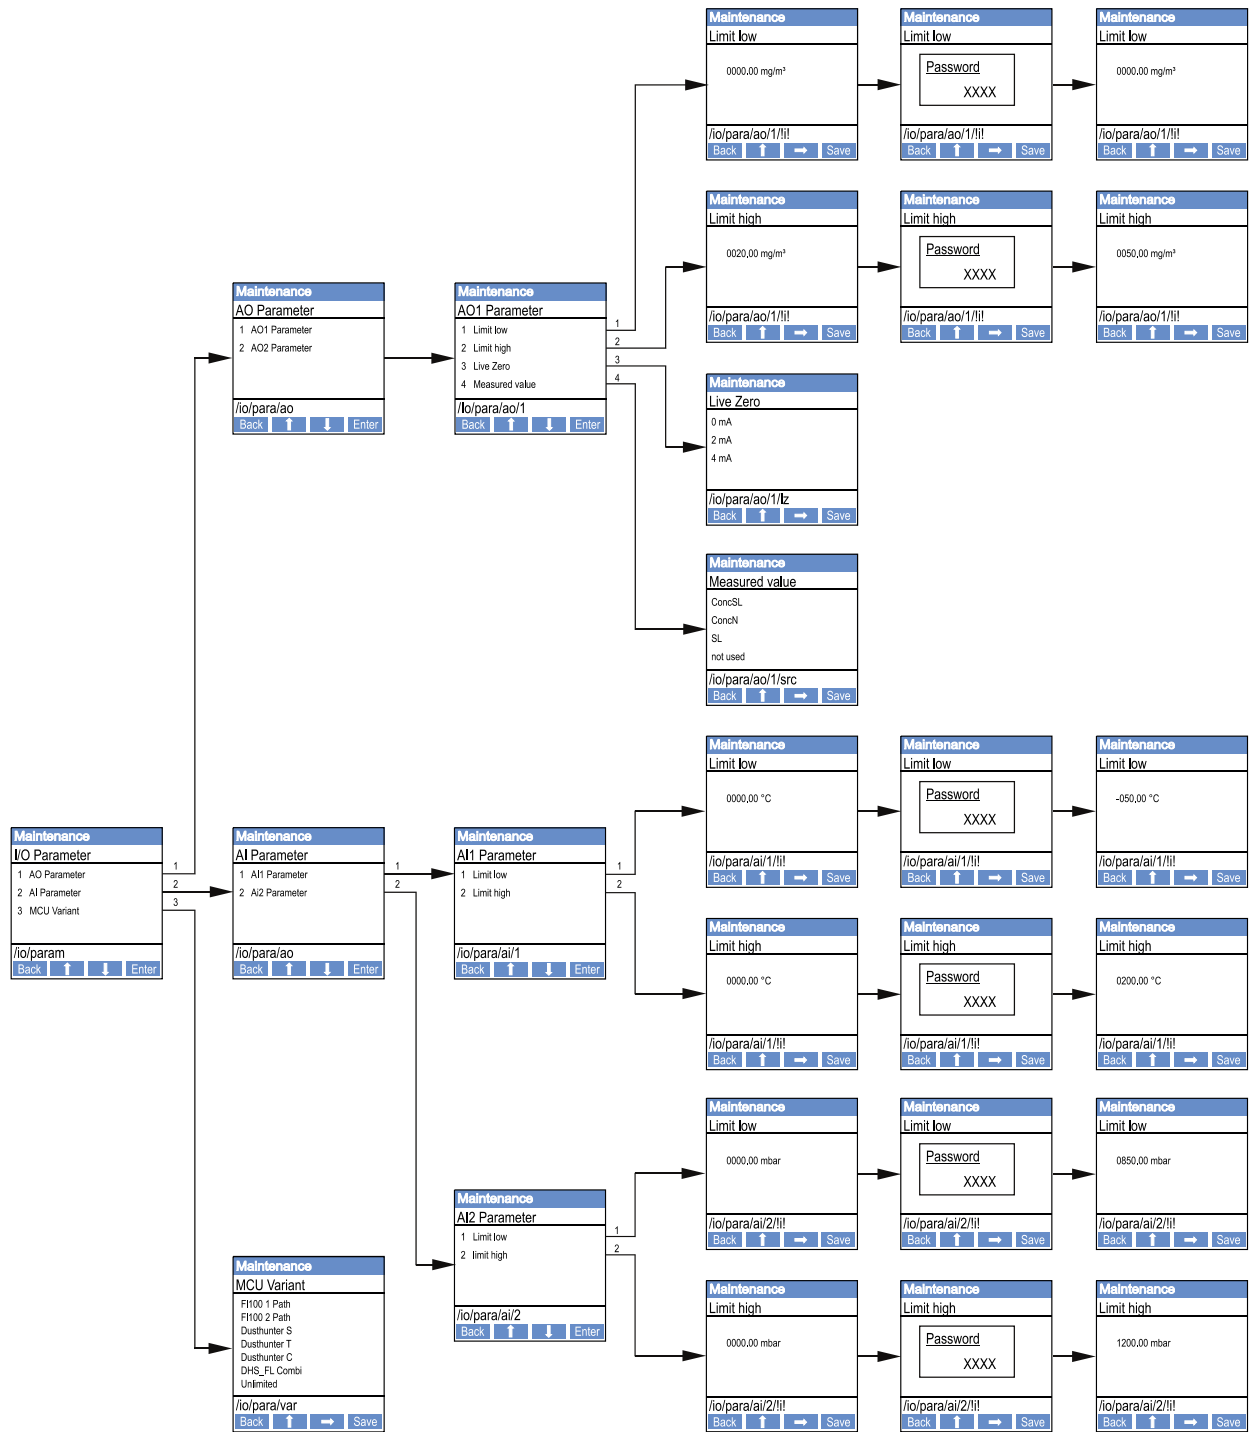 Maintenance
Limit low
0000.00 mg/m³
/io/para/ao/1/!i!
Back Save
Maintenance
Limit low
Password
XXXX
/io/para/ao/1/!i!
Back Save
Maintenance
Limit low
0000.00 mg/m³
/io/para/ao/1/!i!
Back Save
Maintenance
Limit high
0020.00 mg/m³
/io/para/ao/1/!i!
Back Save
Maintenance
Limit high
Password
XXXX
/io/para/ao/1/!i!
Back Save
Maintenance
Limit high
0050.00 mg/m³
/io/para/ao/1/!i!
Back Save
Maintenance
AO Parameter
1 AO1 Parameter
2 AO2 Parameter
/io/para/ao
Back Enter
Maintenance
AO1 Parameter
1 Limit low
2 Limit high
3 Live Zero
4 Measured value
/Io/para/ao/1
Back Enter
1
2
3
4
Maintenance
Live Zero
0 mA
2 mA
4 mA
/io/para/ao/1/lz
Back Save
Maintenance
Measured value
ConcSL
ConcN
SL
not used
/io/para/ao/1/src
Back Save
Maintenance
Limit low
0000.00 °C
/io/para/ai/1/!i!
Back Save
Maintenance
Limit low
Password
XXXX
/io/para/ai/1/!i!
Back Save
Maintenance
Limit low
-050.00 °C
/io/para/ai/1/!i!
Back Save
Maintenance
I/O Parameter
1 AO Parameter
2 AI Parameter
3 MCU Variant
/io/param
Back Enter
1
2
3
Maintenance
AI Parameter
1 AI1 Parameter
2 Ai2 Parameter
/io/para/ao
Back Enter
1
2
Maintenance
AI1 Parameter
1 Limit low
2 Limit high
/io/para/ai/1
Back Enter
1
2
Maintenance
Limit high
0000.00 °C
/io/para/ai/1/!i!
Back Save
Maintenance
Limit high
Password
XXXX
/io/para/ai/1/!i!
Back Save
Maintenance
Limit high
0200.00 °C
/io/para/ai/1/!i!
Back Save
Maintenance
Limit low
0000.00 mbar
/io/para/ai/2/!i!
Back Save
Maintenance
Limit low
Password
XXXX
/io/para/ai/2/!i!
Back Save
Maintenance
Limit low
0850.00 mbar
/io/para/ai/2/!i!
Back Save
Maintenance
AI2 Parameter
1 Limit low
2 limit high
/io/para/ai/2
Back Enter
1
2
Maintenance
MCU Variant
Fl100 1 Path
Fl100 2 Path
Dusthunter S
Dusthunter T
Dusthunter C
DHS_FL Combi
Unlimited
/io/para/var
Back Save
Maintenance
Limit high
0000.00 mbar
/io/para/ai/2/!i!
Back Save
Maintenance
Limit high
Password
XXXX
/io/para/ai/2/!i!
Back Save
Maintenance
Limit high
1200.00 mbar
/io/para/ai/2/!i!
Back Save